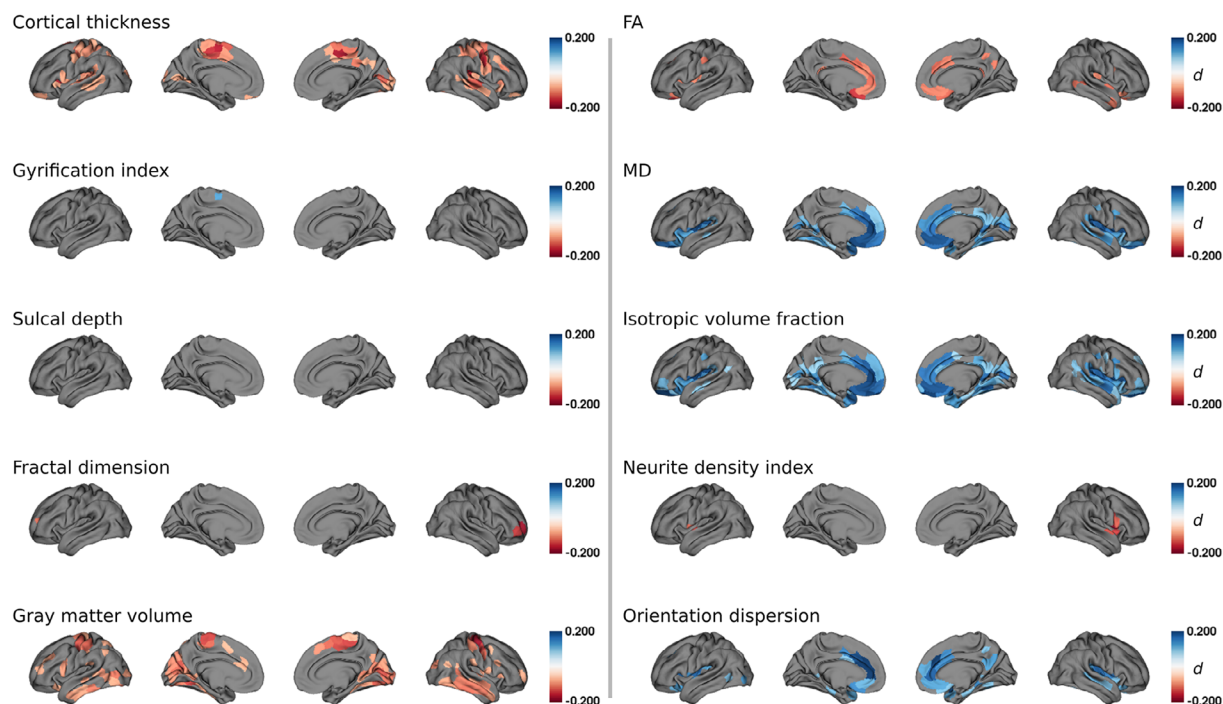 Cortical thickness
0.200
-0.200
Gyrification index
0.200
-0.200
Sulcal depth
0.200
-0.200
Fractal dimension
0.200
-0.200
Gray matter volume
0.200
-0.200
FA
0.200
d
-0.200
MD
0.200
d
-0.200
Isotropic volume fraction
0.200
d
-0.200
Neurite density index
0.200
d
-0.200
Orientation dispersion
0.200
d
-0.200